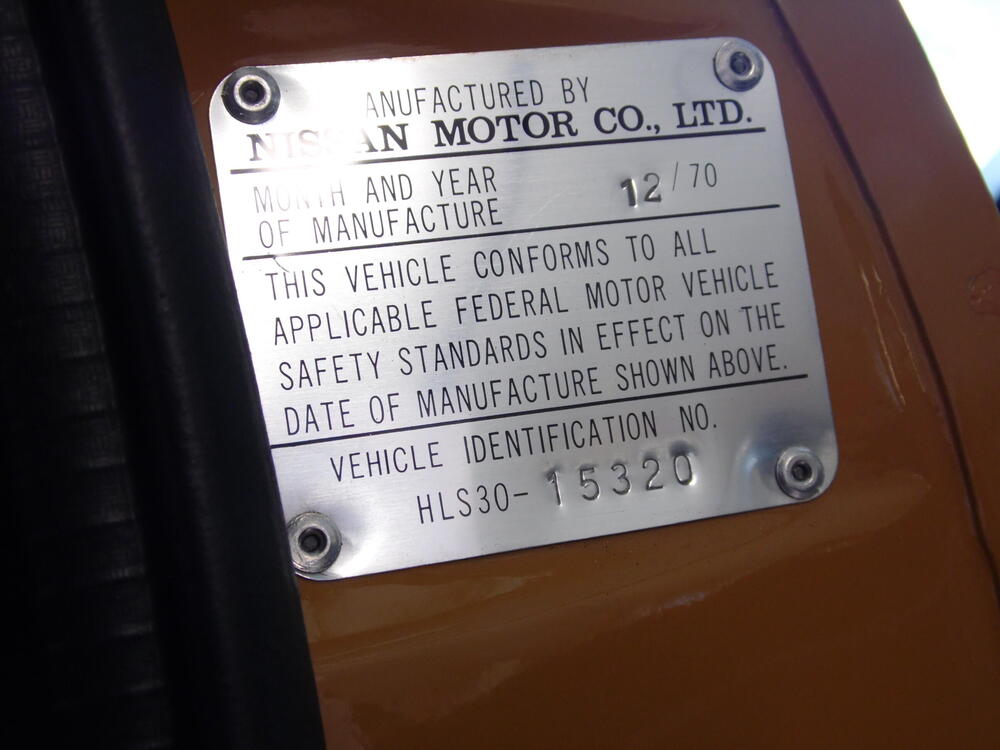 ANUFACTURED BY
NISSAN MOTOR CO., LTD.
MONTH AND YEAR
OF MANUFACTURE 12/70
THIS VEHICLE CONFORMS TO ALL
APPLICABLE FEDERAL MOTOR VEHICLE
SAFETY STANDARDS IN EFFECT ON THE
DATE OF MANUFACTURE SHOWN ABOVE.
VEHICLE IDENTIFICATION NO.
HLS30-15320